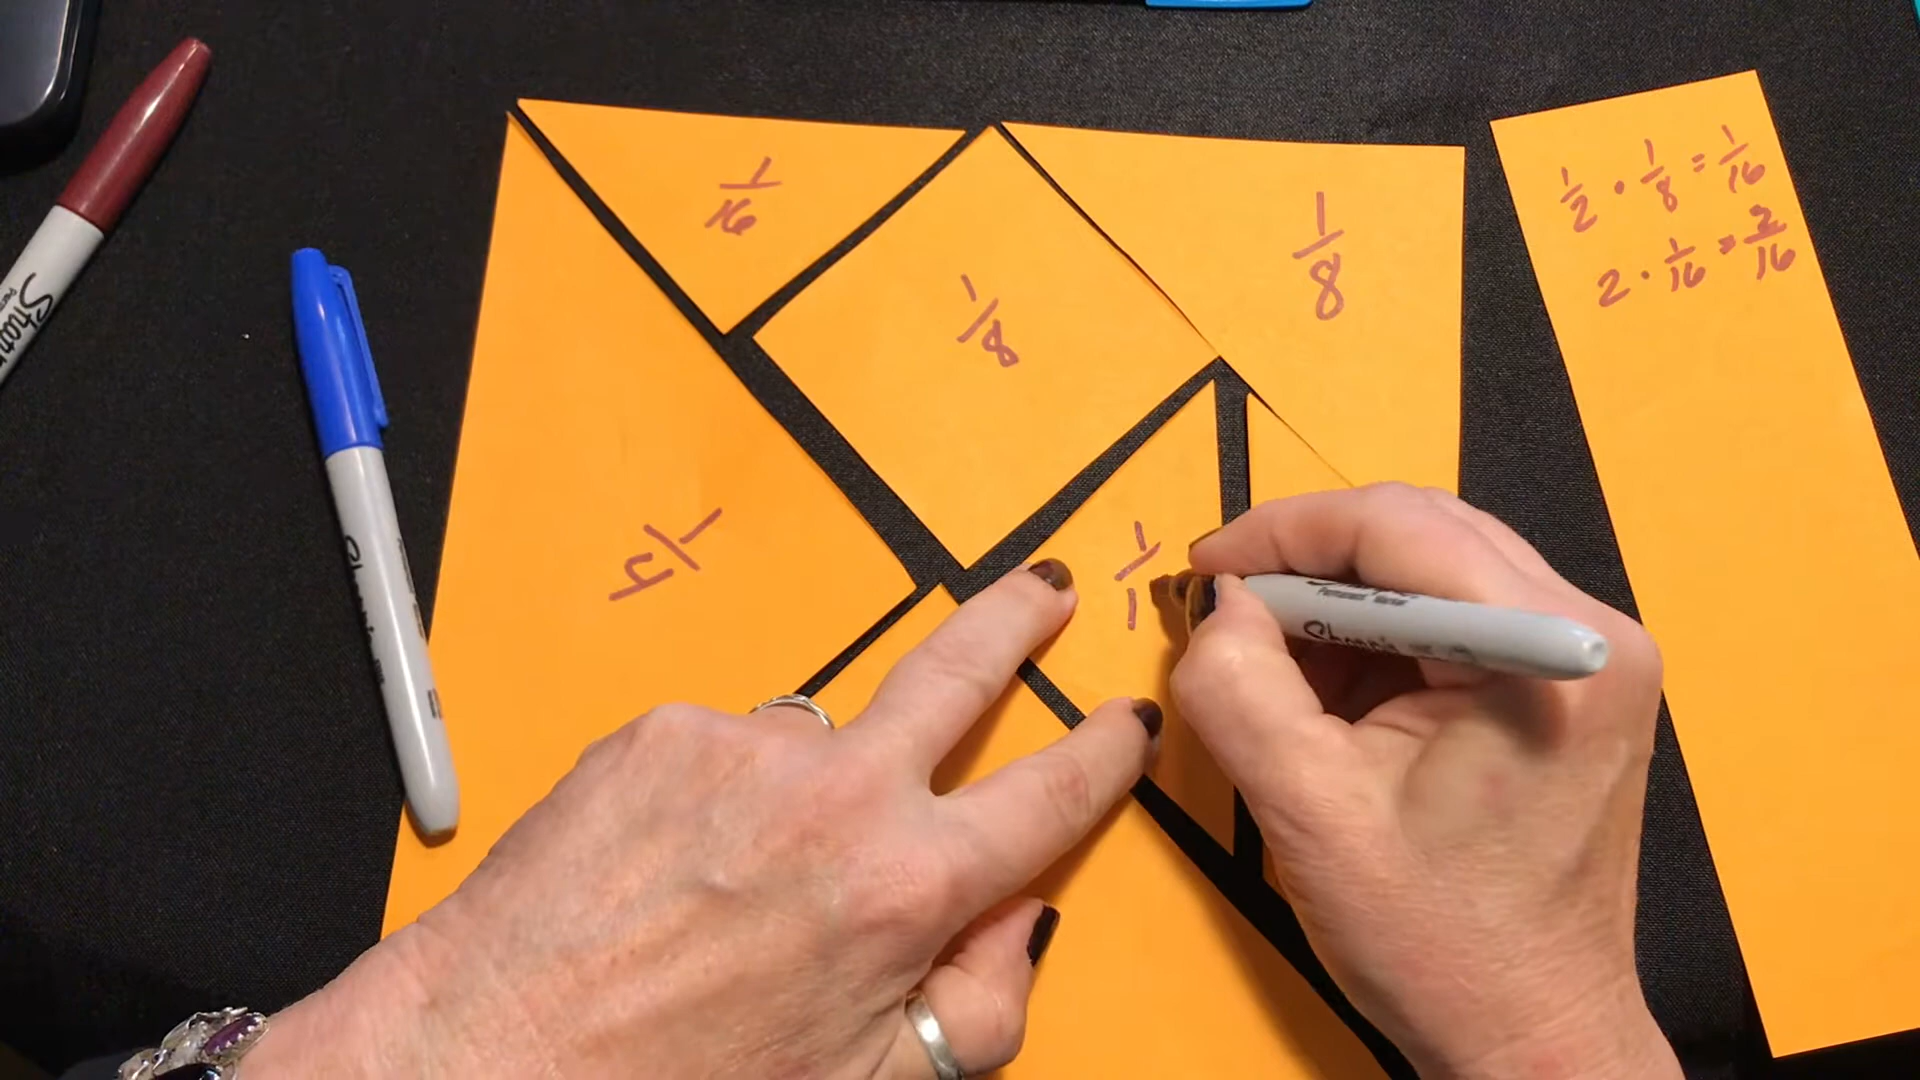 1/16
1/8
1/8
1/4
1/1
1/2 · 1/8 = 1/16
2 · 1/16 = 2/16
Sharpie